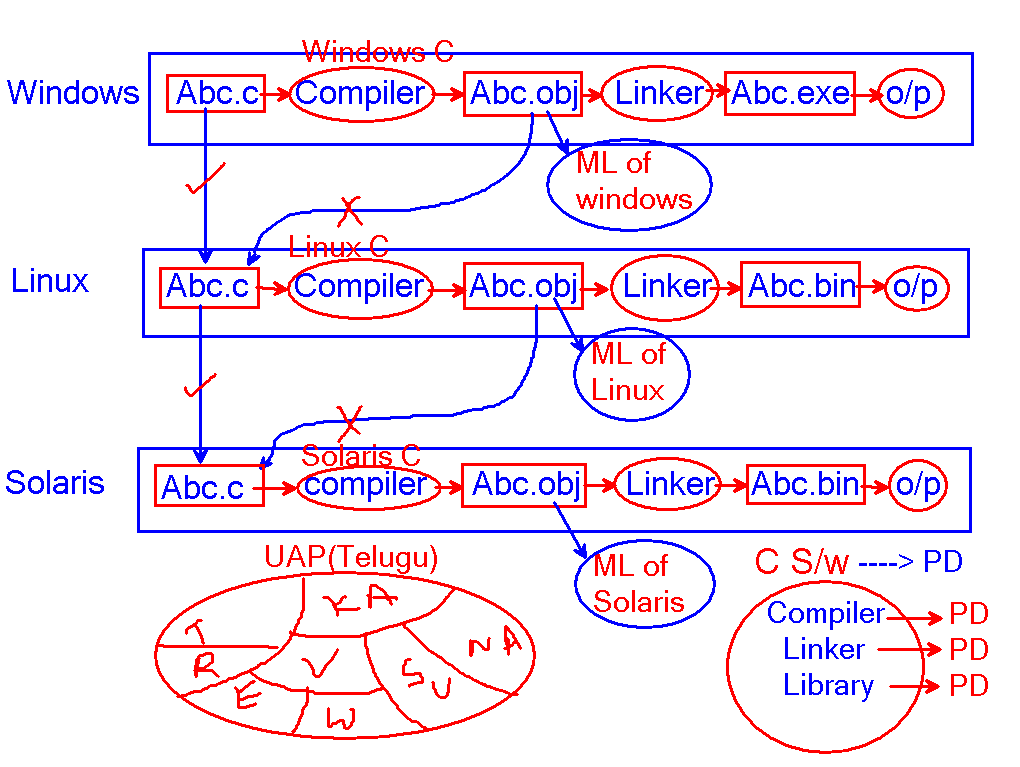 Windows C
Windows Abc.c Compiler Abc.obj Linker Abc.exe o/p
ML of
windows
Linux C
Linux Abc.c Compiler Abc.obj Linker Abc.bin o/p
ML of
Linux
Solaris C
Solaris Abc.c compiler Abc.obj Linker Abc.bin o/p
ML of
Solaris
UAP(Telugu)
KA
T
R
E
V
W
SU
NA
C S/w ----> PD
Compiler PD
Linker PD
Library PD